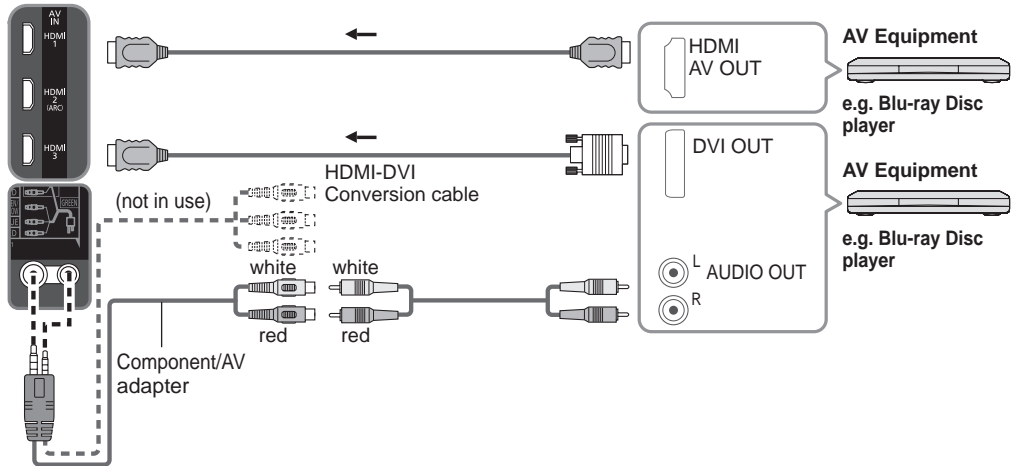 AV
IN
HDMI
1
HDMI
2
(ARC)
HDMI
3
HDMI
AV OUT
AV Equipment
e.g. Blu-ray Disc
player
HDMI-DVI
Conversion cable
DVI OUT
AV Equipment
e.g. Blu-ray Disc
player
L
AUDIO OUT
R
GREEN
(not in use)
white
white
red
red
Component/AV
adapter